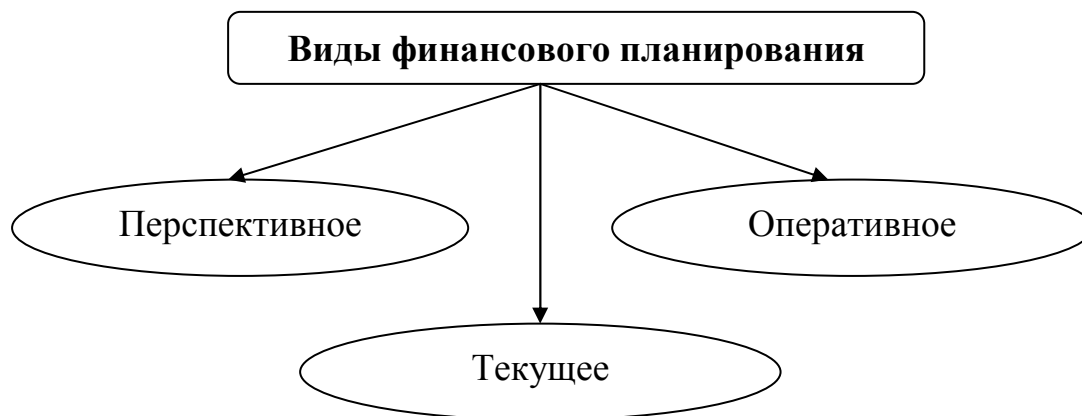 Виды финансового планирования
Перспективное
Оперативное
Текущее